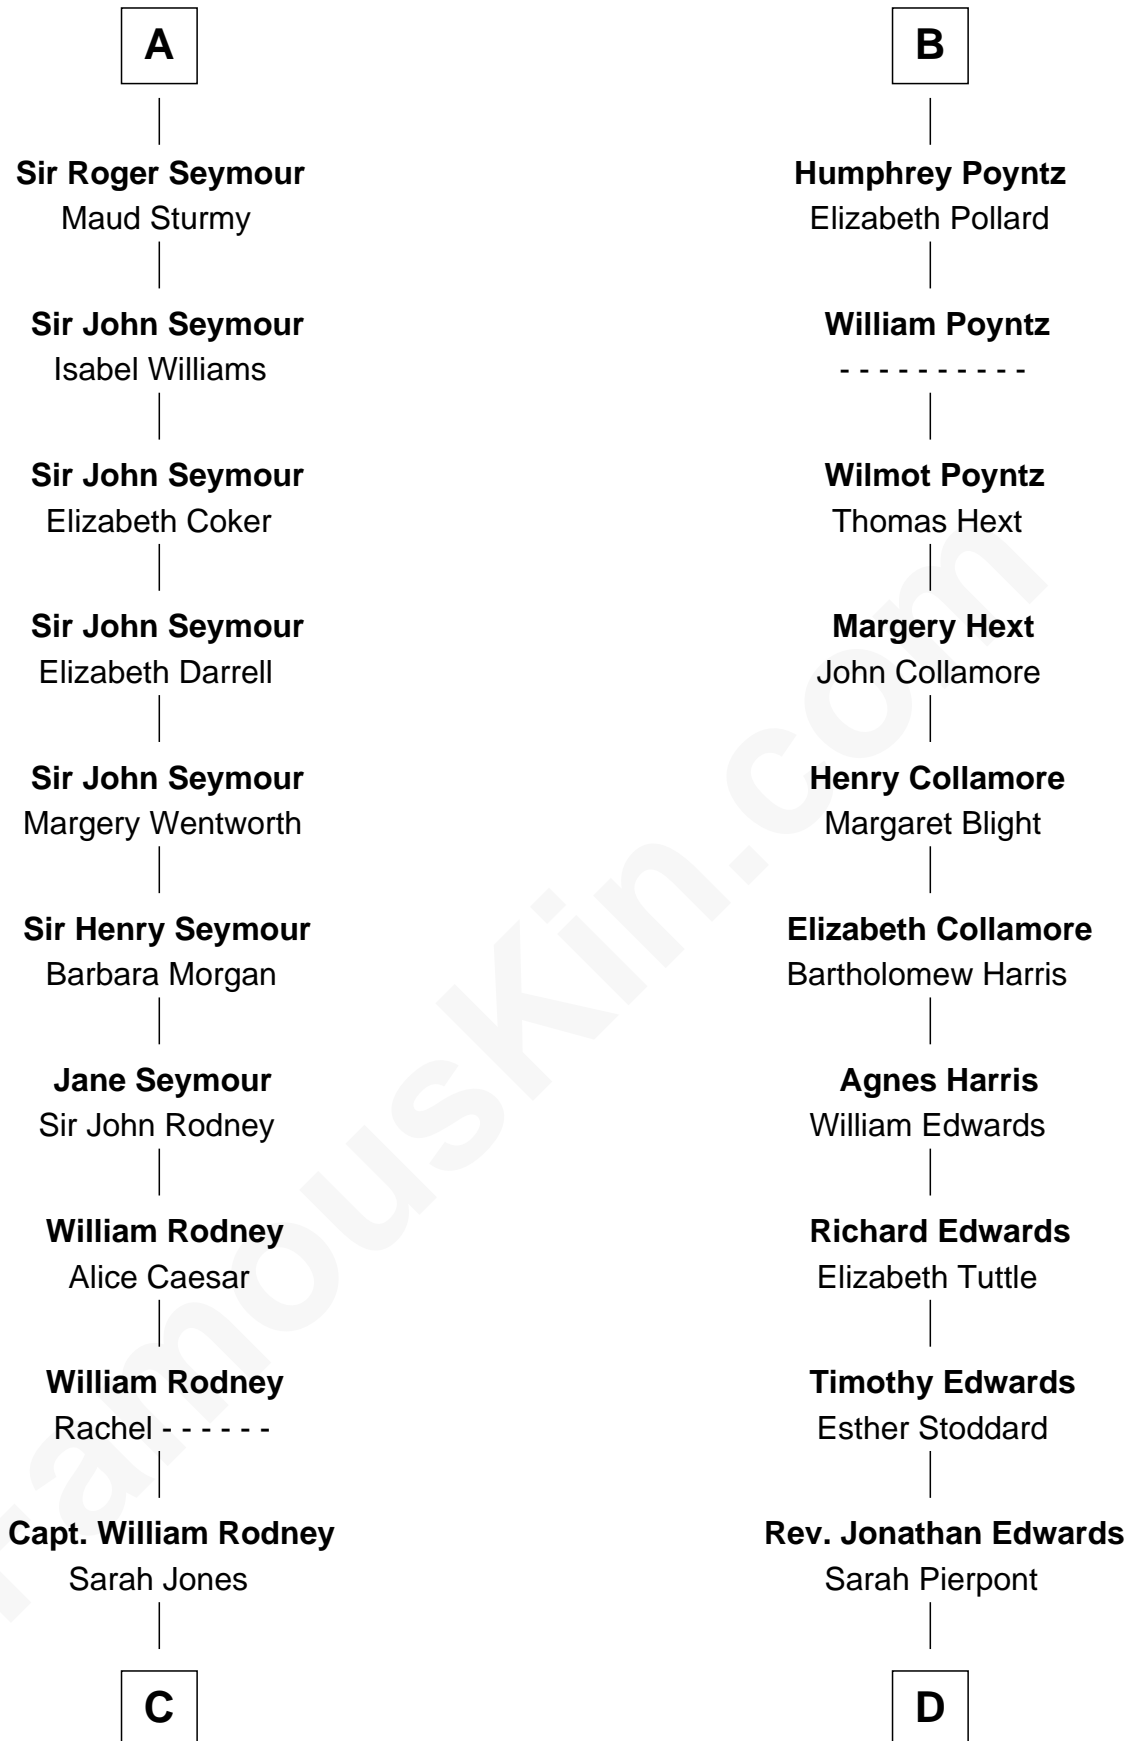 A
Sir Roger Seymour
Maud Sturmy
Sir John Seymour
Isabel Williams
Sir John Seymour
Elizabeth Coker
Sir John Seymour
Elizabeth Darrell
Sir John Seymour
Margery Wentworth
Sir Henry Seymour
Barbara Morgan
Jane Seymour
Sir John Rodney
William Rodney
Alice Caesar
William Rodney
Rachel - - - - - -
Capt. William Rodney
Sarah Jones
C
B
Humphrey Poyntz
Elizabeth Pollard
William Poyntz
- - - - - - - - - -
Wilmot Poyntz
Thomas Hext
Margery Hext
John Collamore
Henry Collamore
Margaret Blight
Elizabeth Collamore
Bartholomew Harris
Agnes Harris
William Edwards
Richard Edwards
Elizabeth Tuttle
Timothy Edwards
Esther Stoddard
Rev. Jonathan Edwards
Sarah Pierpont
D
FamousKin.com